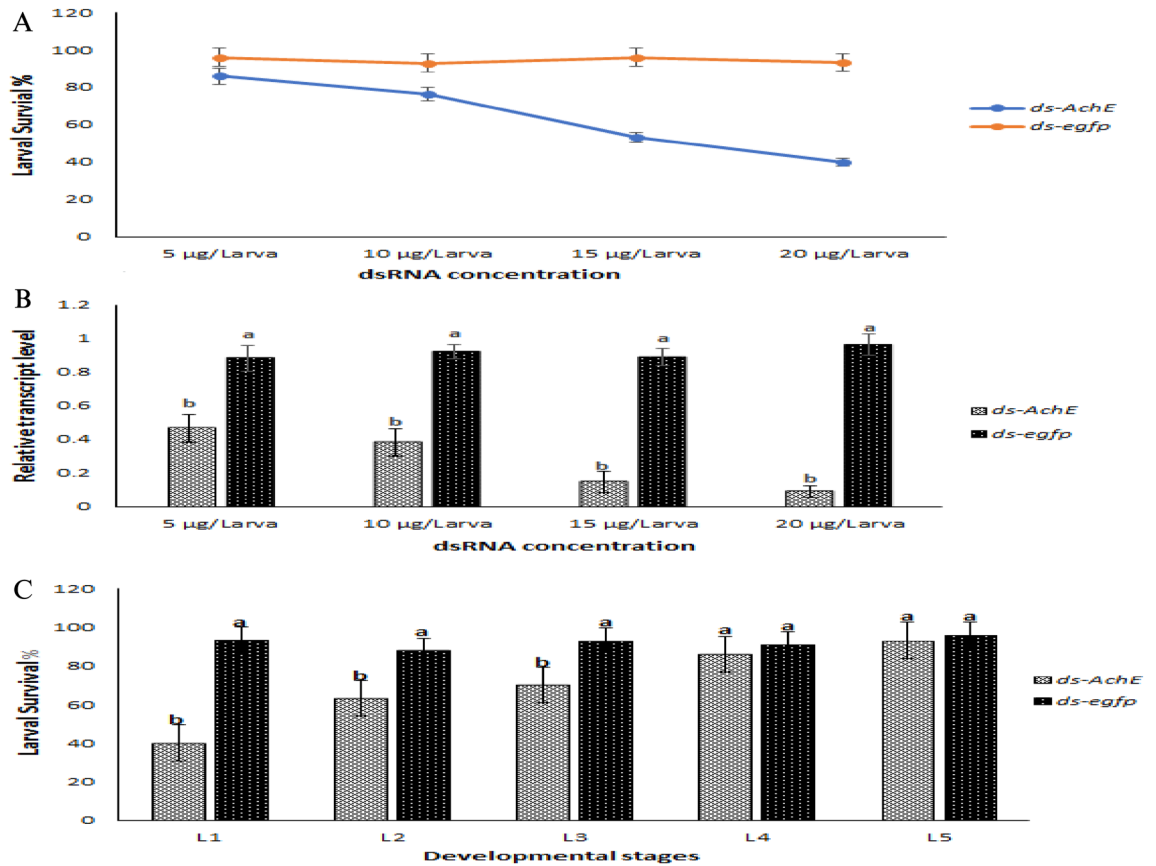 A
120
100
80
60
40
20
0
Larval Survial %
5 µg/Larva 10 µg/Larva 15 µg/Larva 20 µg/Larva
dsRNA concentration
ds-AchE
ds-egfp
B
1.2
1
0.8
0.6
0.4
0.2
0
Relative transcript level
b a b a b a b a
5 µg/Larva 10 µg/Larva 15 µg/Larva 20 µg/Larva
dsRNA concentration
ds-AchE
ds-egfp
C
120
100
80
60
40
20
0
Larval Survival%
b a b a b a a a a a
L1 L2 L3 L4 L5
Developmental stages
ds-AchE
ds-egfp